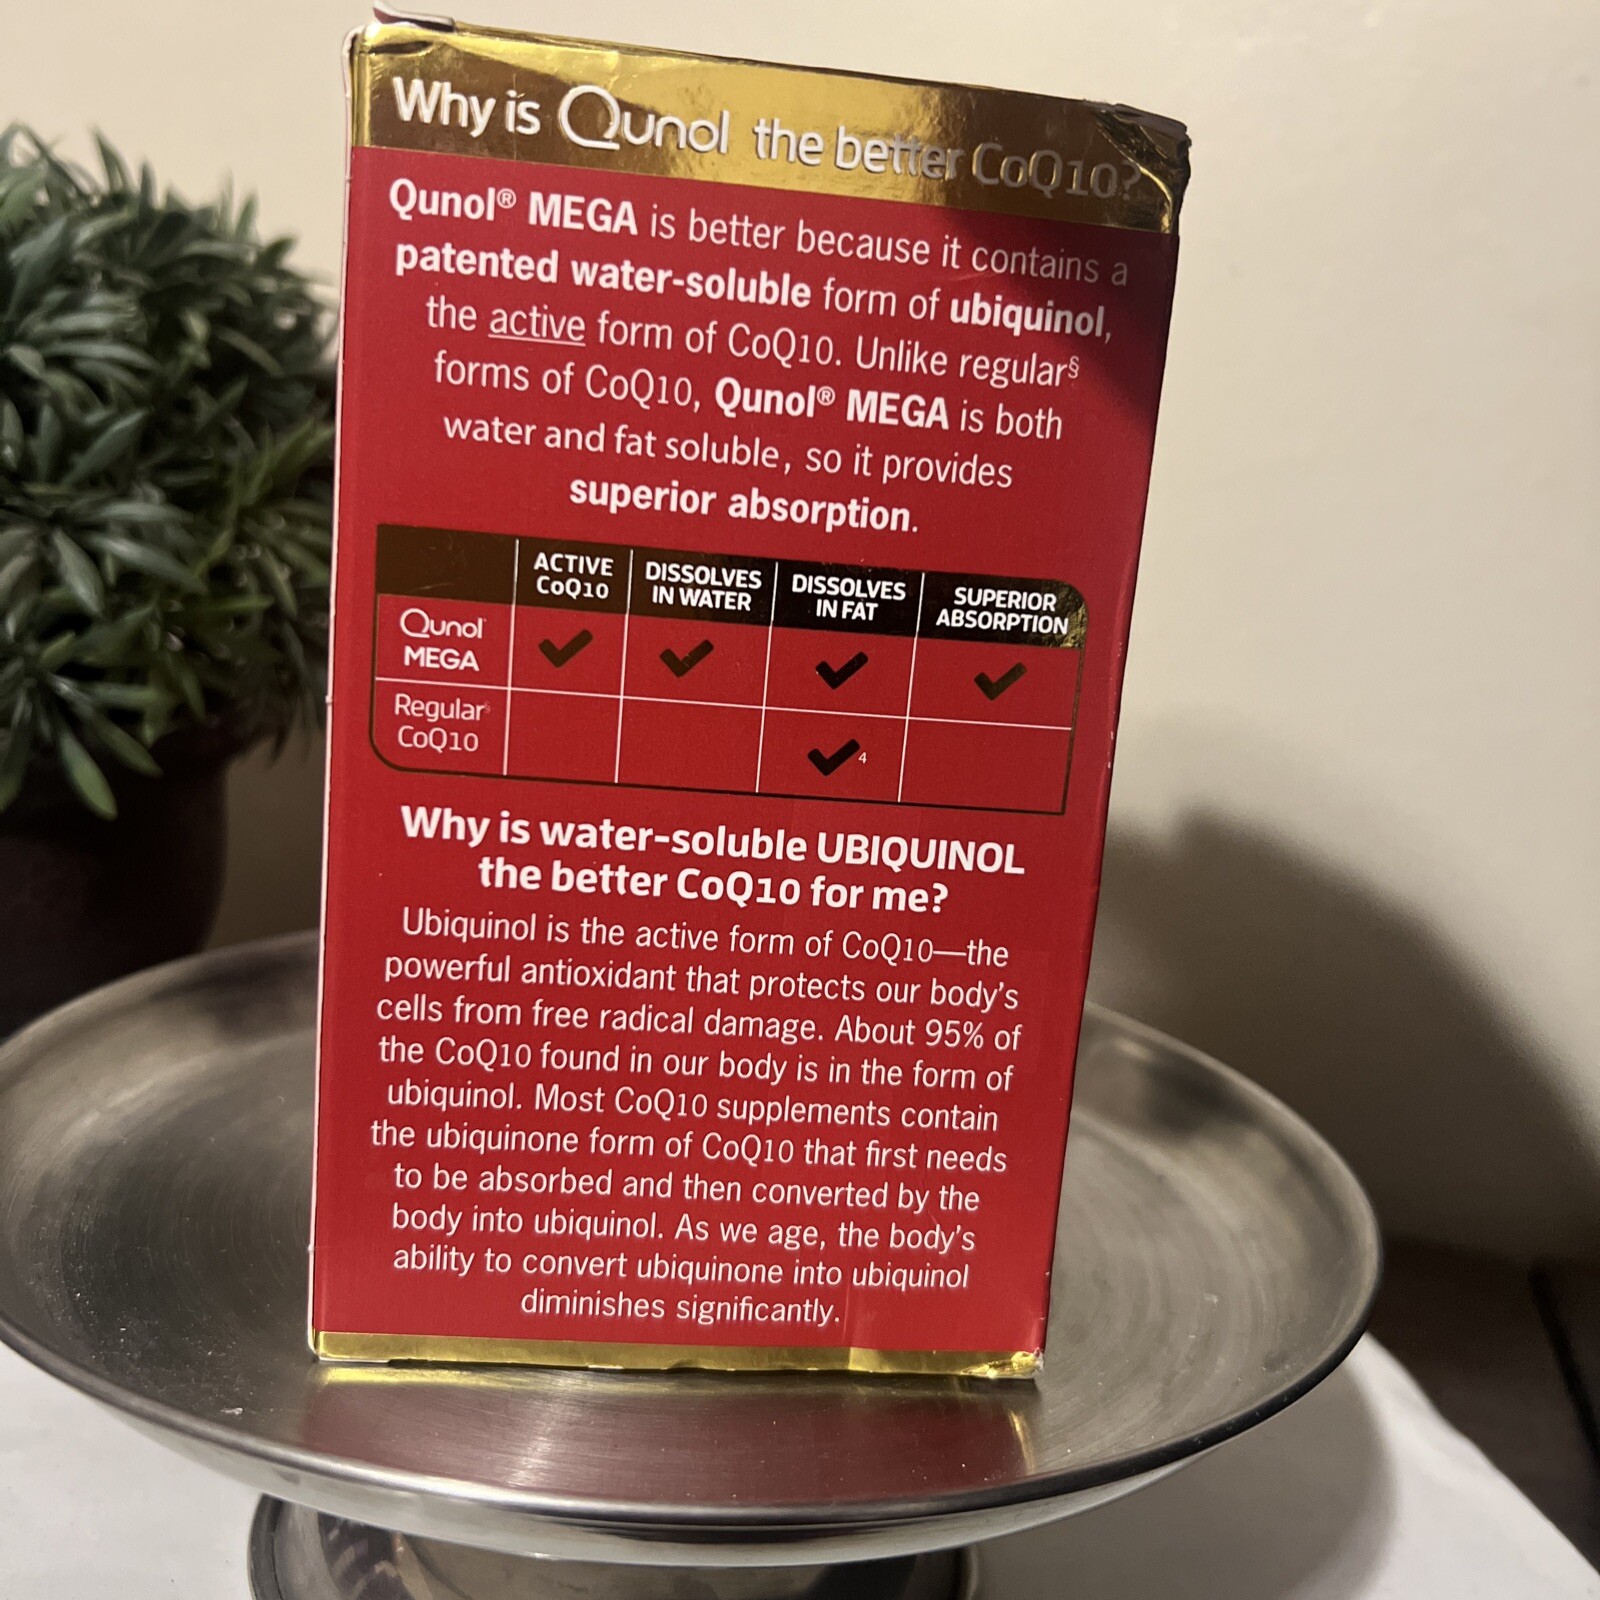 Why is Qunol the better CoQ10?
Qunol® MEGA is better because it contains a
patented water-soluble form of ubiquinol,
the active form of CoQ10. Unlike regular§
forms of CoQ10, Qunol® MEGA is both
water and fat soluble, so it provides
superior absorption.
ACTIVE CoQ10
DISSOLVES IN WATER
DISSOLVES IN FAT
SUPERIOR ABSORPTION
Qunol
MEGA
Regular§
CoQ10
4
Why is water-soluble UBIQUINOL
the better CoQ10 for me?
Ubiquinol is the active form of CoQ10—the
powerful antioxidant that protects our body's
cells from free radical damage. About 95% of
the CoQ10 found in our body is in the form of
ubiquinol. Most CoQ10 supplements contain
the ubiquinone form of CoQ10 that first needs
to be absorbed and then converted by the
body into ubiquinol. As we age, the body's
ability to convert ubiquinone into ubiquinol
diminishes significantly.